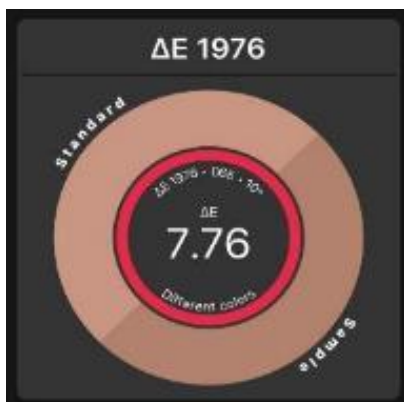 ΔE 1976
Standard
ΔE 1976 • D65 • 10°
ΔE
7.76
Different colors
Sample